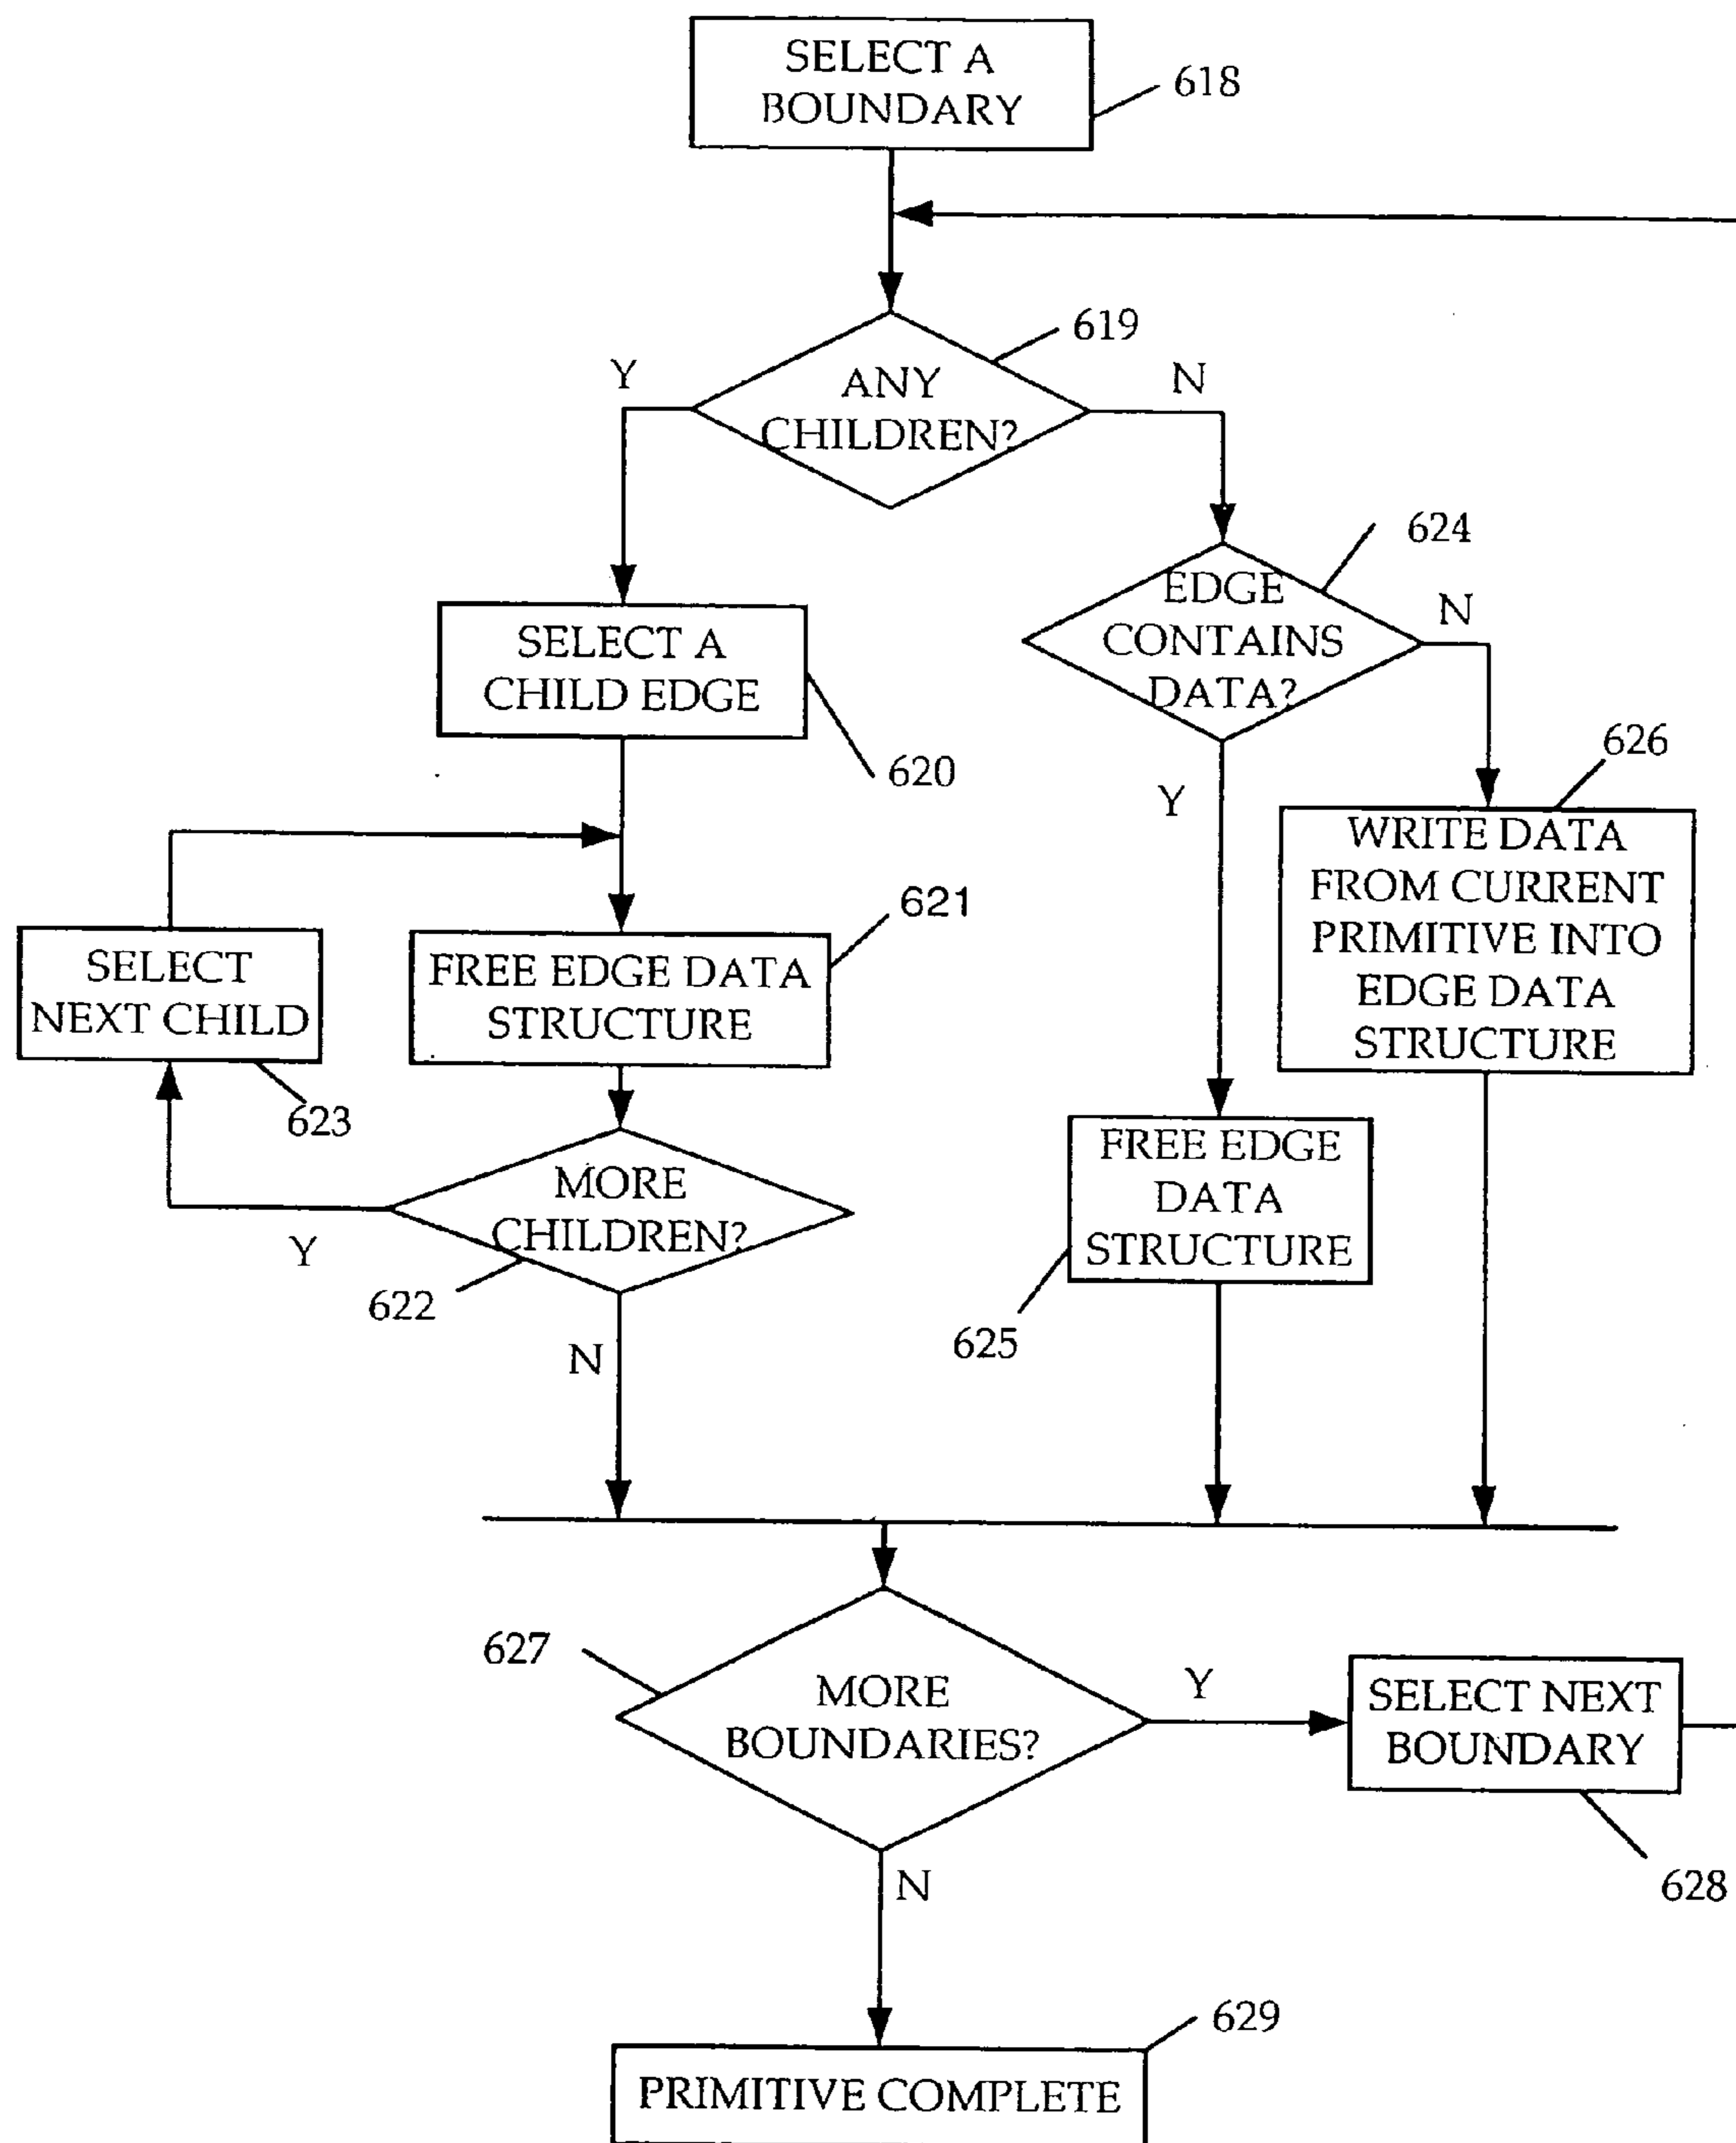 SELECT A
BOUNDARY
618
619
ANY
CHILDREN?
Y
N
624
EDGE
CONTAINS
DATA?
N
Y
SELECT A
CHILD EDGE
620
626
WRITE DATA
FROM CURRENT
PRIMITIVE INTO
EDGE DATA
STRUCTURE
621
SELECT
NEXT CHILD
623
FREE EDGE DATA
STRUCTURE
MORE
CHILDREN?
Y
622
N
FREE EDGE
DATA
STRUCTURE
625
627
MORE
BOUNDARIES?
Y
SELECT NEXT
BOUNDARY
628
N
629
PRIMITIVE COMPLETE